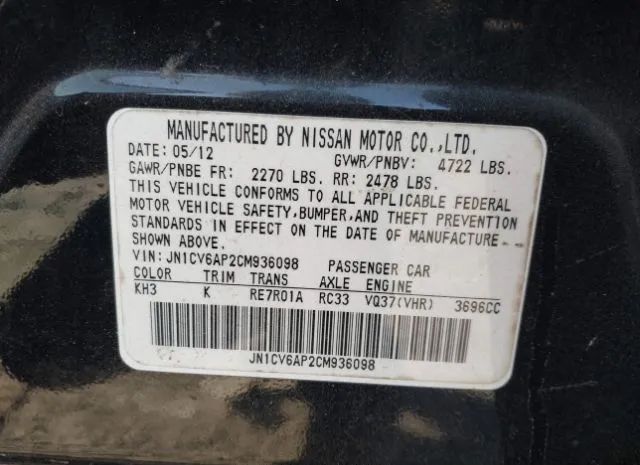 MANUFACTURED BY NISSAN MOTOR CO.,LTD.
DATE: 05/12 GVWR/PNBV: 4722 LBS.
GAWR/PNBE FR: 2270 LBS. RR: 2478 LBS.
THIS VEHICLE CONFORMS TO ALL APPLICABLE FEDERAL
MOTOR VEHICLE SAFETY,BUMPER,AND THEFT PREVENTION
STANDARDS IN EFFECT ON THE DATE OF MANUFACTURE
SHOWN ABOVE.
VIN: JN1CV6AP2CM936098 PASSENGER CAR
COLOR TRIM TRANS AXLE ENGINE
KH3 K RE7R01A RC33 VQ37(VHR) 3696CC
JN1CV6AP2CM936098